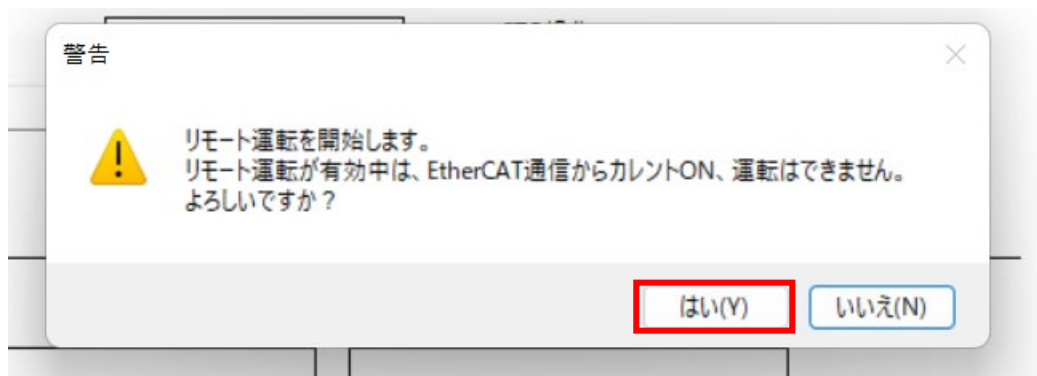 警告
リモート運転を開始します。
リモート運転が有効中は、EtherCAT通信からカレントON、運転はできません。
よろしいですか？
はい(Y)
いいえ(N)